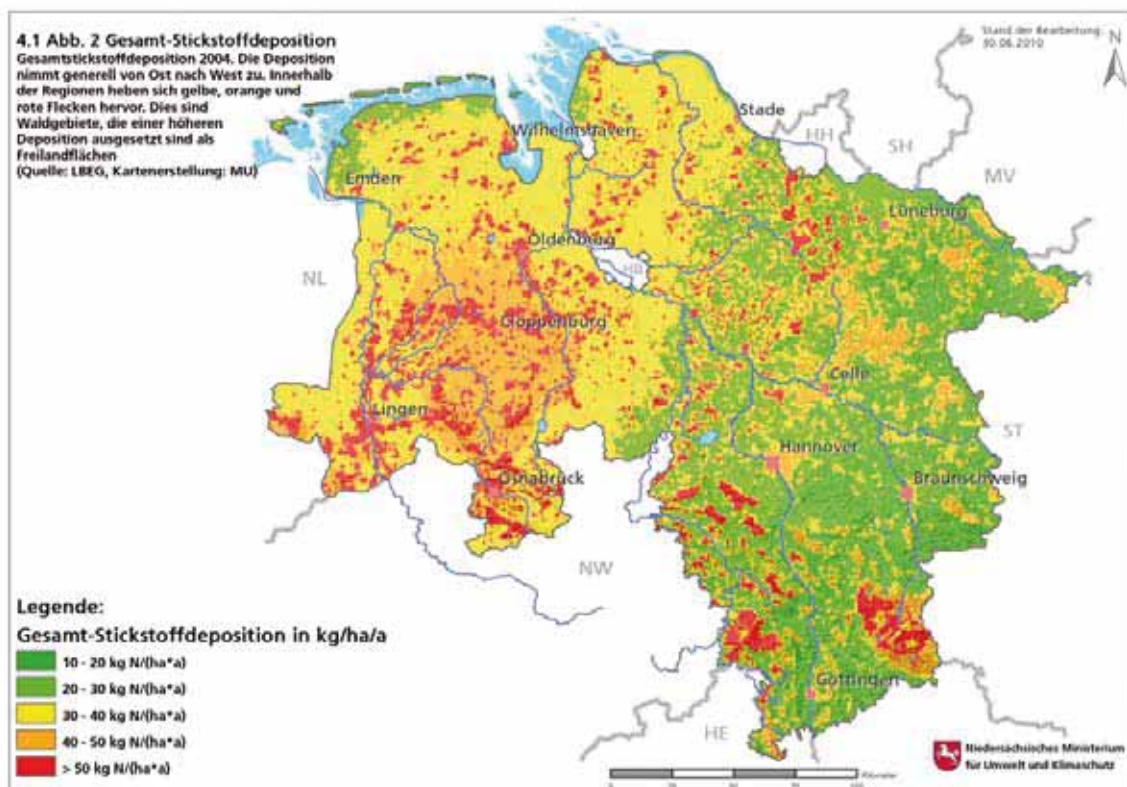 4.1 Abb. 2 Gesamt-Stickstoffdeposition
Gesamtstickstoffdeposition 2004. Die Deposition
nimmt generell von Ost nach West zu. Innerhalb
der Regionen heben sich gelbe, orange und
rote Flecken hervor. Dies sind
Waldgebiete, die einer höheren
Deposition ausgesetzt sind als
Freilandflächen
(Quelle: LBEG, Kartenerstellung: MU)
Stand der Bearbeitung:
30.06.2010
N
Stade
HH
SH
MV
Wilhelmshaven
Emden
Lüneburg
Oldenburg
HB
NL
Cloppenburg
Celle
Lingen
ST
Hannover
Osnabrück
Braunschweig
NW
Göttingen
HE
Legende:
Gesamt-Stickstoffdeposition in kg/ha/a
10 - 20 kg N/(ha*a)
20 - 30 kg N/(ha*a)
30 - 40 kg N/(ha*a)
40 - 50 kg N/(ha*a)
> 50 kg N/(ha*a)
Kilometer
Niedersächsisches Ministerium
für Umwelt und Klimaschutz